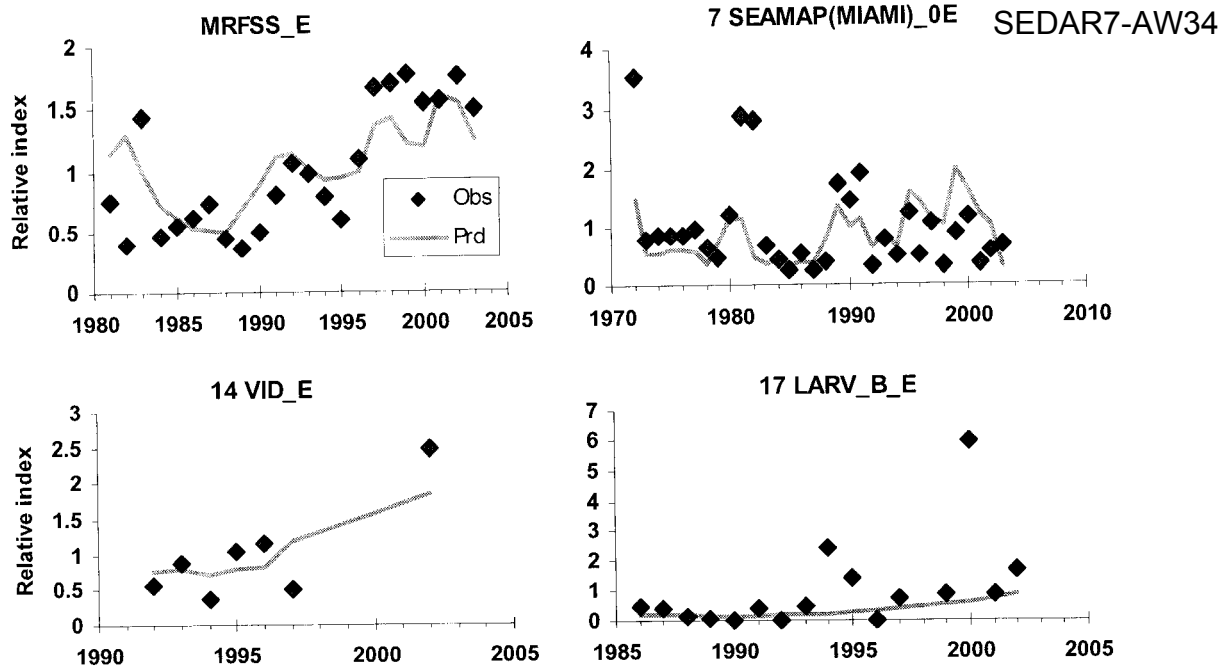 MRFSS_E
7 SEAMAP(MIAMI)_0E
SEDAR7-AW34
Relative index
2
1.5
1
0.5
0
1980 1985 1990 1995 2000 2005
Obs
Prd
4
3
2
1
0
1970 1980 1990 2000 2010
14 VID_E
Relative index
3
2.5
2
1.5
1
0.5
0
1990 1995 2000 2005
17 LARV_B_E
7
6
5
4
3
2
1
0
1985 1990 1995 2000 2005